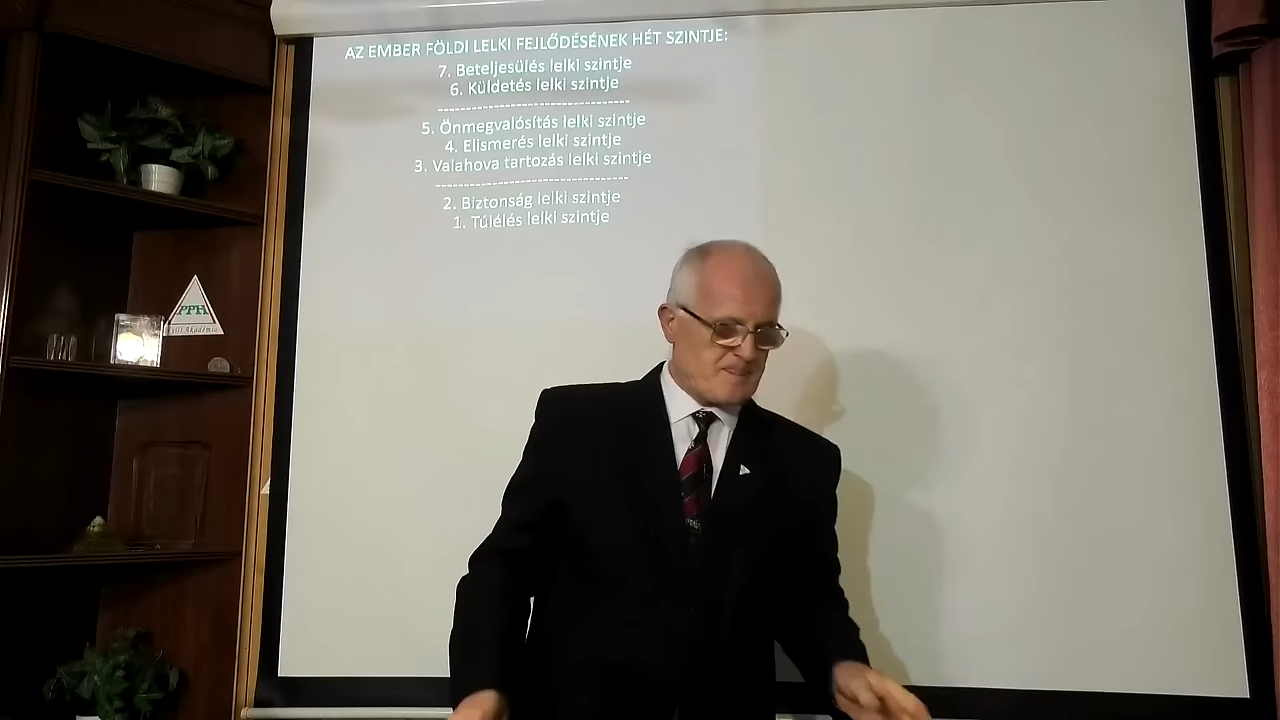 AZ EMBER FÖLDI LELKI FEJLŐDÉSÉNEK HÉT SZINTJE:
7. Beteljesülés lelki szintje
6. Küldetés lelki szintje
----------------------------------
5. Önmegvalósítás lelki szintje
4. Elismerés lelki szintje
3. Valahova tartozás lelki szintje
----------------------------------
2. Biztonság lelki szintje
1. Túlélés lelki szintje
PPH
Akadémia